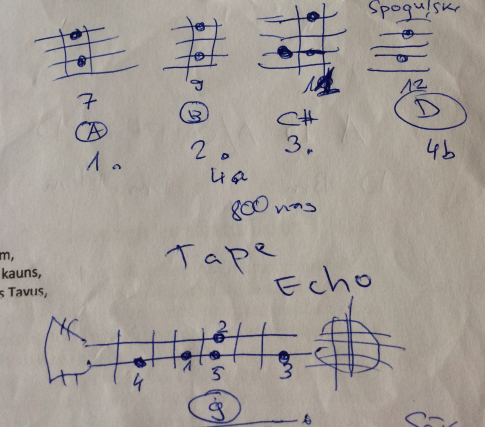 Spoguļski
7 9 11 12
A B C# D
1. 2. 3. 4b
4a
800 ms
Tape
Echo
m,
kauns,
s Tavus,
2
4 1 5 3
9